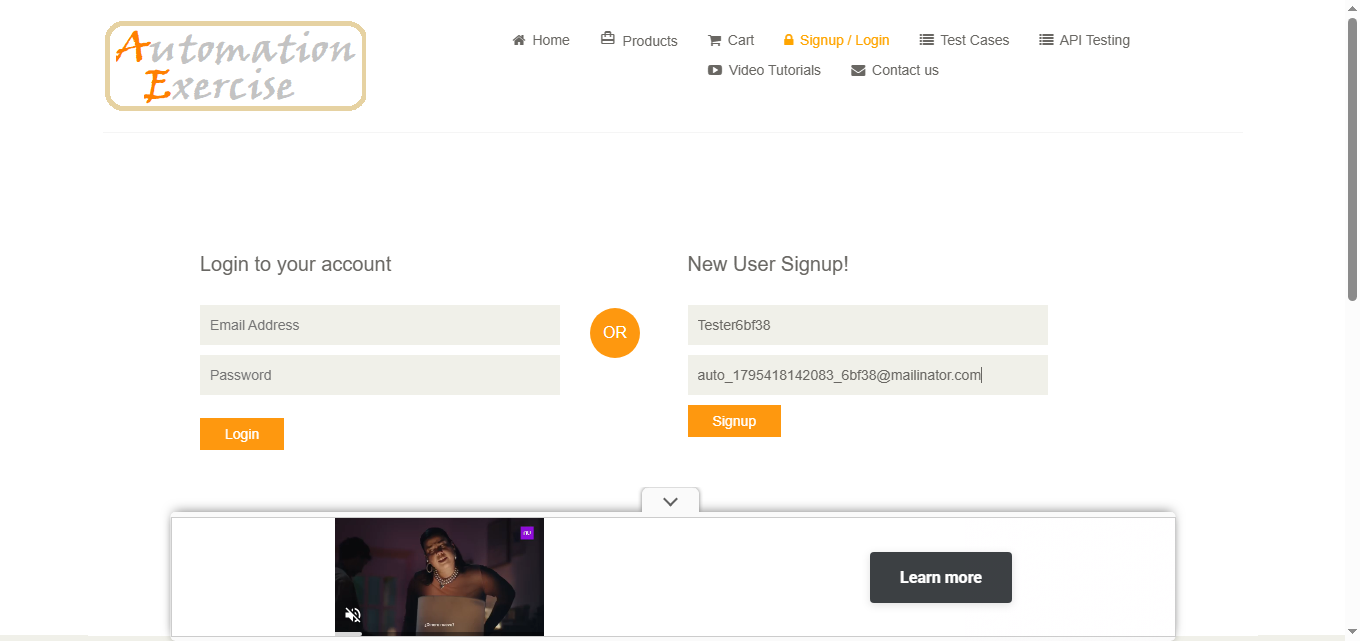 Automation
Exercise
Home
Products
Cart
Signup / Login
Test Cases
API Testing
Video Tutorials
Contact us
Login to your account
Email Address
Password
Login
OR
New User Signup!
Tester6bf38
auto_1795418142083_6bf38@mailinator.com
Signup
nu
Learn more